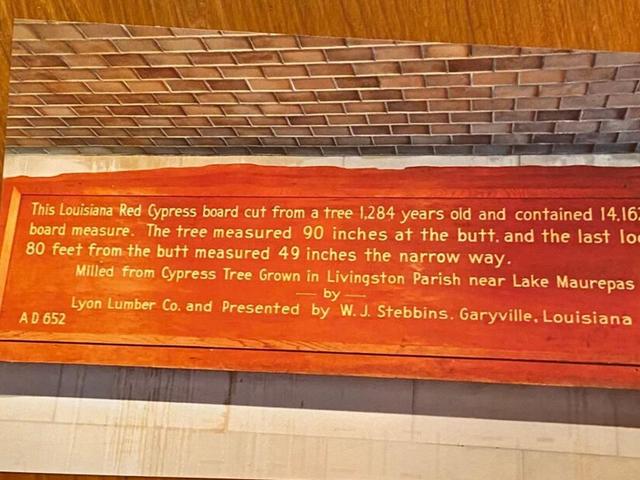 This Louisiana Red Cypress board cut from a tree 1,284 years old and contained
board measure. The tree measured 90 inches at the butt. and the last
80 feet from the butt measured 49 inches the narrow way.
Milled from Cypress Tree Grown in Livingston Parish near Lake Maurepas
— by —
Lyon Lumber Co. and Presented by W. J. Stebbins. Garyville, Louisiana
A D 652